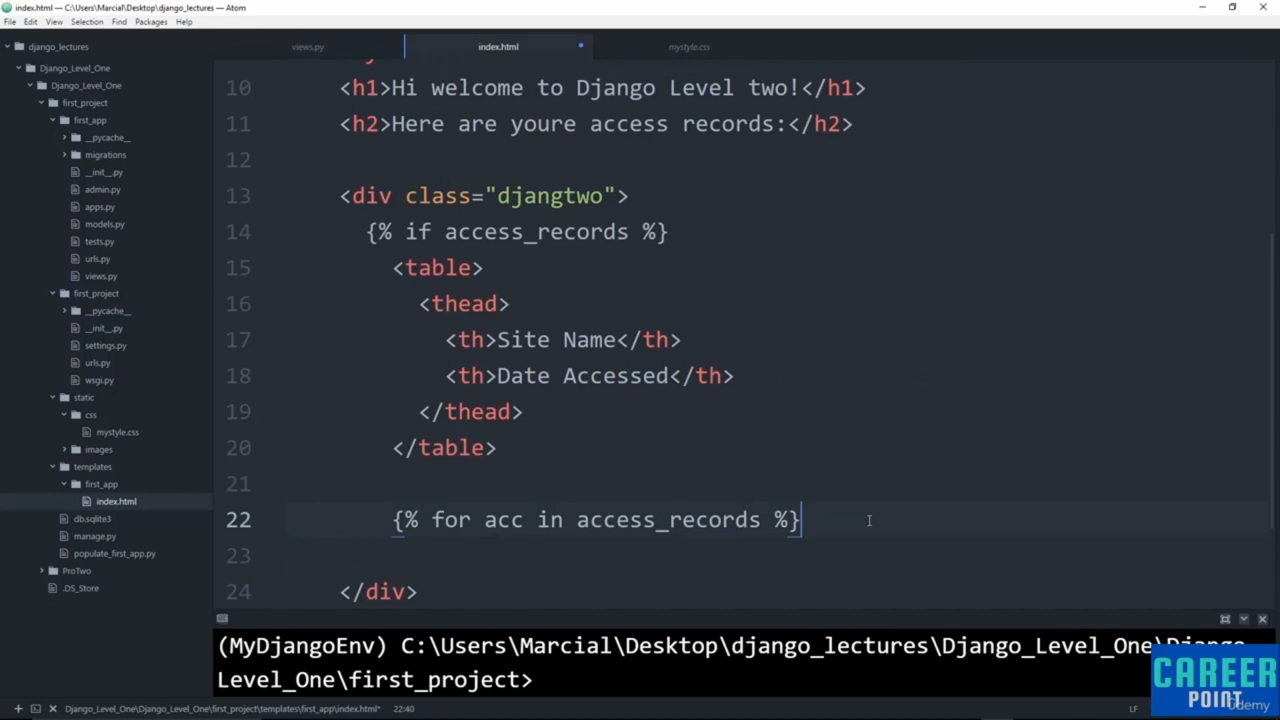 index.html — C:\Users\Marcial\Desktop\django_lectures — Atom
File Edit View Selection Find Packages Help
django_lectures
views.py
index.html
mystyle.css
Django_Level_One
Django_Level_One
first_project
first_app
__pycache__
migrations
__init__.py
admin.py
apps.py
models.py
tests.py
urls.py
views.py
first_project
__pycache__
__init__.py
settings.py
urls.py
wsgi.py
static
css
mystyle.css
images
templates
first_app
index.html
db.sqlite3
manage.py
populate_first_app.py
ProTwo
.DS_Store
10 <h1>Hi welcome to Django Level two!</h1>
11 <h2>Here are youre access records:</h2>
12
13 <div class="djangtwo">
14 {% if access_records %}
15 <table>
16 <thead>
17 <th>Site Name</th>
18 <th>Date Accessed</th>
19 </thead>
20 </table>
21
22 {% for acc in access_records %}
23
24 </div>
(MyDjangoEnv) C:\Users\Marcial\Desktop\django_lectures\Django_Level_One\Django_
Level_One\first_project>
CAREER
POINT
Udemy
Django_Level_One\Django_Level_One\first_project\templates\first_app\index.html* 22:40
LF